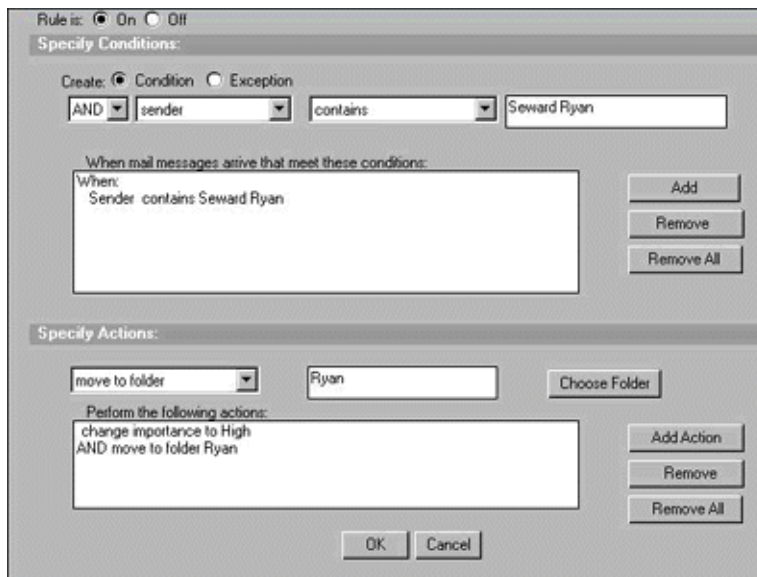 Rule is: On Off
Specify Conditions:
Create: Condition Exception
AND sender contains Seward Ryan
When mail messages arrive that meet these conditions:
When:
Sender contains Seward Ryan
Add
Remove
Remove All
Specify Actions:
move to folder Ryan Choose Folder
Perform the following actions:
change importance to High
AND move to folder Ryan
Add Action
Remove
Remove All
OK Cancel